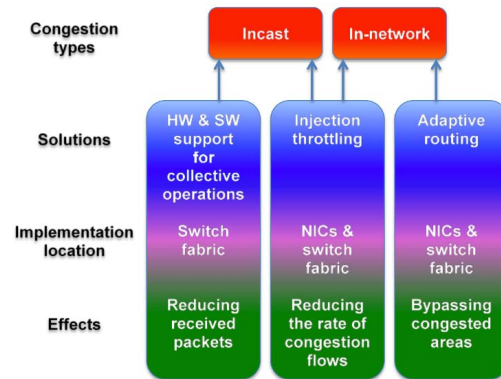 Congestion
types
Incast
In-network
Solutions
HW & SW
support
for
collective
operations
Injection
throttling
Adaptive
routing
Implementation
location
Switch
fabric
NICs &
switch
fabric
NICs &
switch
fabric
Effects
Reducing
received
packets
Reducing
the rate of
congestion
flows
Bypassing
congested
areas